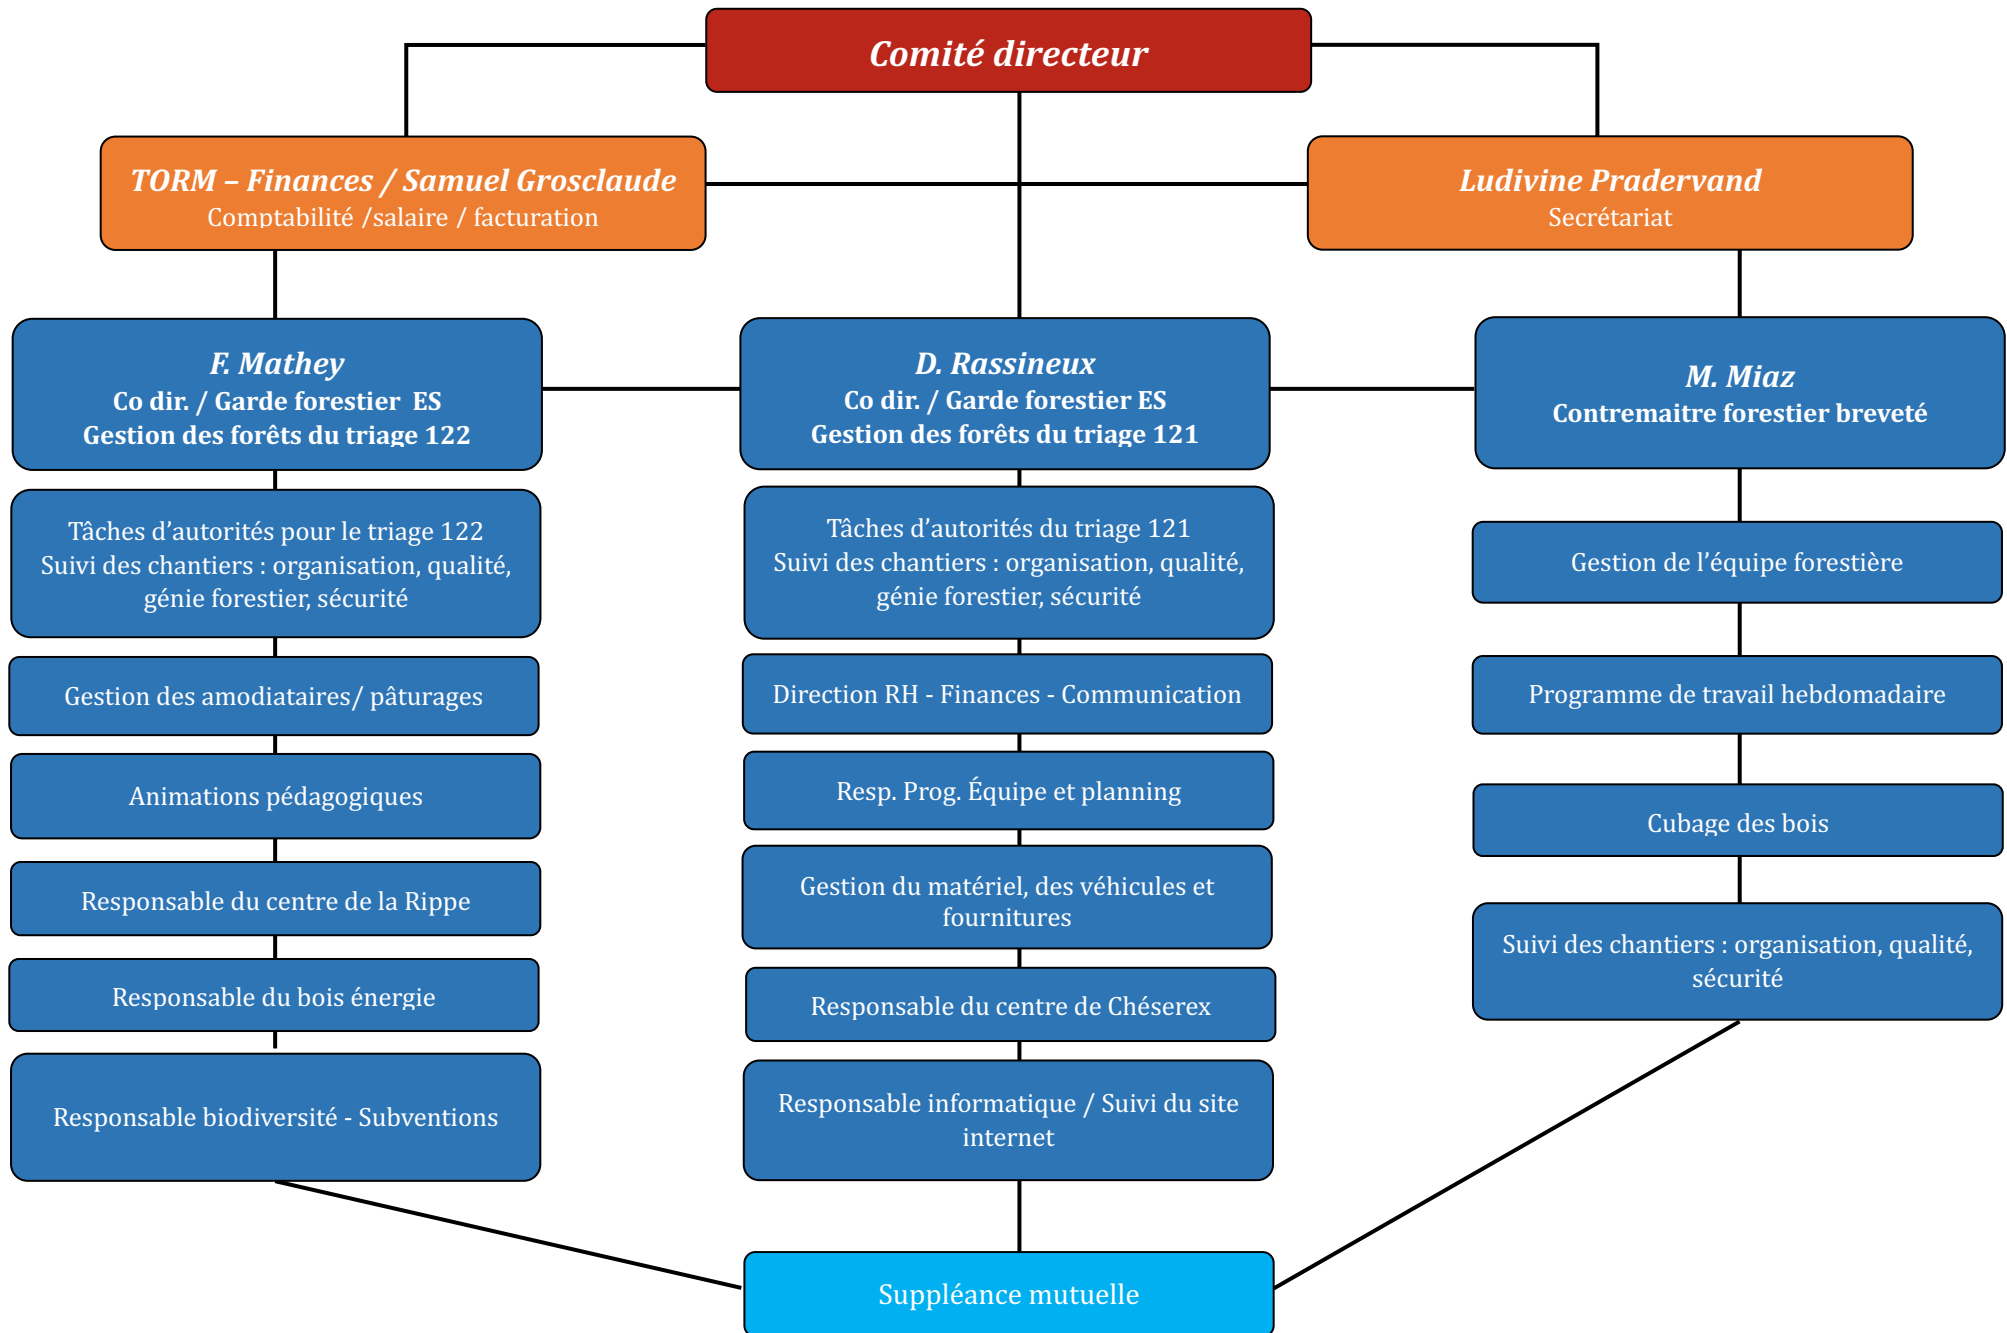 Comité directeur
TORM – Finances / Samuel Grosclaude
Comptabilité /salaire / facturation
Ludivine Pradervand
Secrétariat
F. Mathey
Co dir. / Garde forestier  ES
Gestion des forêts du triage 122
D. Rassineux
Co dir. / Garde forestier ES
Gestion des forêts du triage 121
M. Miaz
Contremaitre forestier breveté
Tâches d’autorités pour le triage 122
Suivi des chantiers : organisation, qualité,
génie forestier, sécurité
Gestion des amodiataires/ pâturages
Animations pédagogiques
Responsable du centre de la Rippe
Responsable du bois énergie
Responsable biodiversité - Subventions
Tâches d’autorités du triage 121
Suivi des chantiers : organisation, qualité,
génie forestier, sécurité
Direction RH - Finances - Communication
Resp. Prog. Équipe et planning
Gestion du matériel, des véhicules et
fournitures
Responsable du centre de Chéserex
Responsable informatique / Suivi du site
internet
Gestion de l’équipe forestière
Programme de travail hebdomadaire
Cubage des bois
Suivi des chantiers : organisation, qualité,
sécurité
Suppléance mutuelle